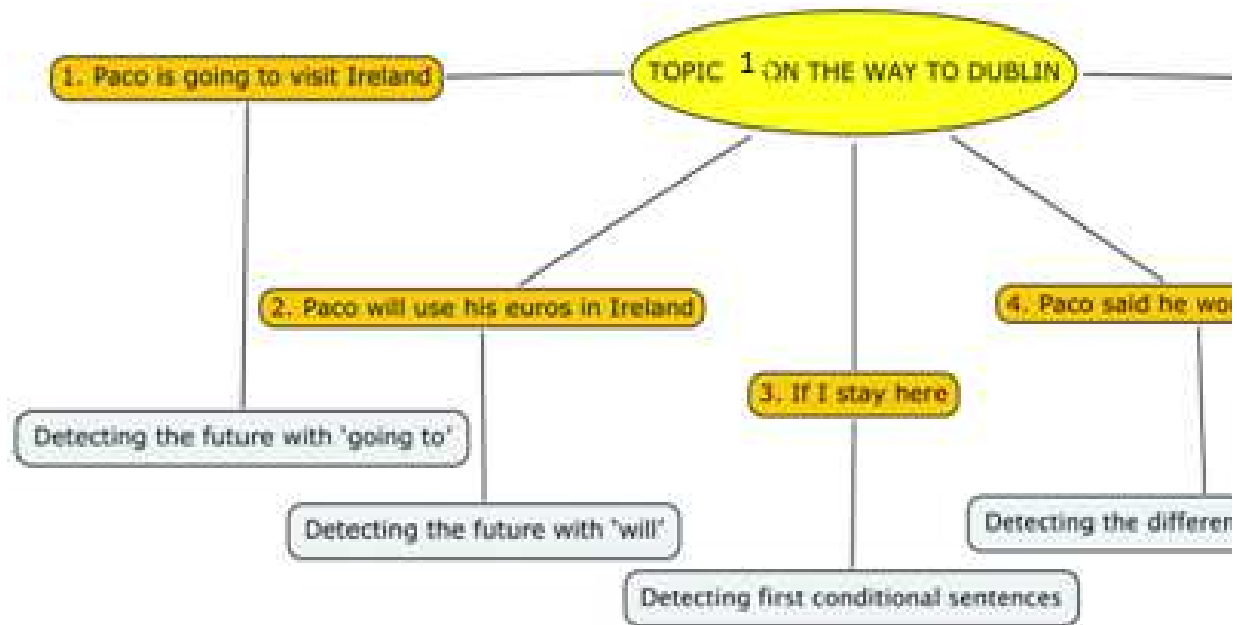 TOPIC 1 ON THE WAY TO DUBLIN
1. Paco is going to visit Ireland
2. Paco will use his euros in Ireland
4. Paco said he
3. If I stay here
Detecting the future with 'going to'
Detecting the future with 'will'
Detecting the
Detecting first conditional sentences